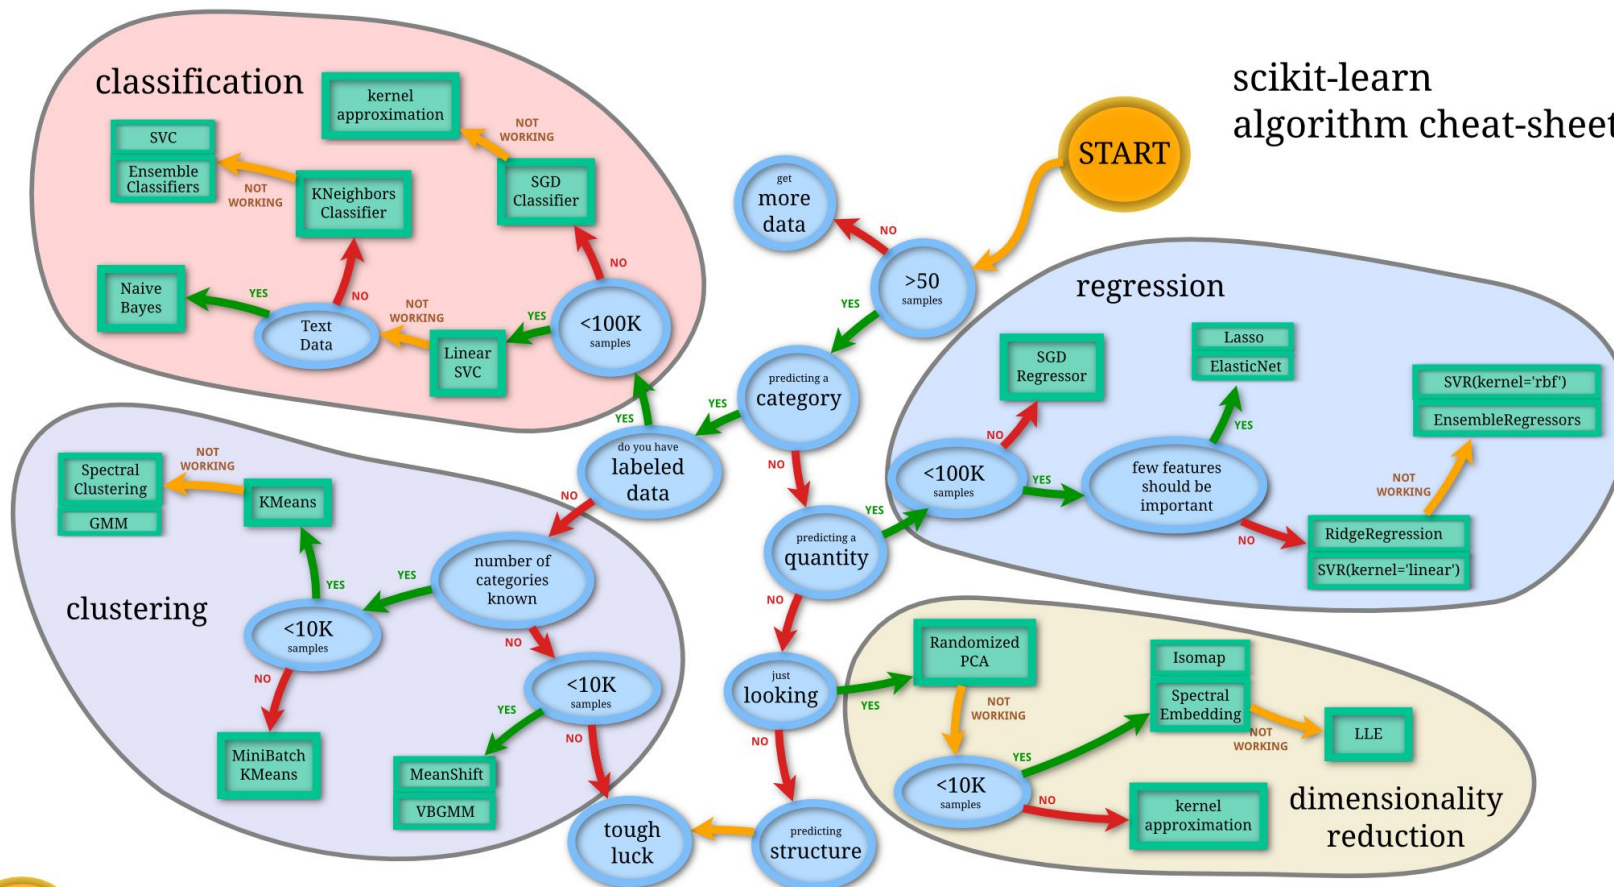 scikit-learn
algorithm cheat-sheet
START
classification
kernel
approximation
NOT
WORKING
SVC
Ensemble
Classifiers
NOT
WORKING
KNeighbors
Classifier
SGD
Classifier
NO
Naive
Bayes
YES
NO
Text
Data
NOT
WORKING
Linear
SVC
YES
<100K
samples
YES
get
more
data
NO
>50
samples
YES
predicting a
category
YES
do you have
labeled
data
NO
NO
predicting a
quantity
YES
NO
just
looking
YES
NO
predicting
structure
tough
luck
regression
SGD
Regressor
NO
<100K
samples
YES
Lasso
ElasticNet
YES
few features
should be
important
NO
SVR(kernel='rbf')
EnsembleRegressors
NOT
WORKING
RidgeRegression
SVR(kernel='linear')
clustering
Spectral
Clustering
GMM
NOT
WORKING
KMeans
YES
YES
number of
categories
known
<10K
samples
NO
NO
MiniBatch
KMeans
<10K
samples
YES
NO
MeanShift
VBGMM
dimensionality
reduction
Randomized
PCA
NOT
WORKING
<10K
samples
YES
NO
Isomap
Spectral
Embedding
NOT
WORKING
LLE
kernel
approximation